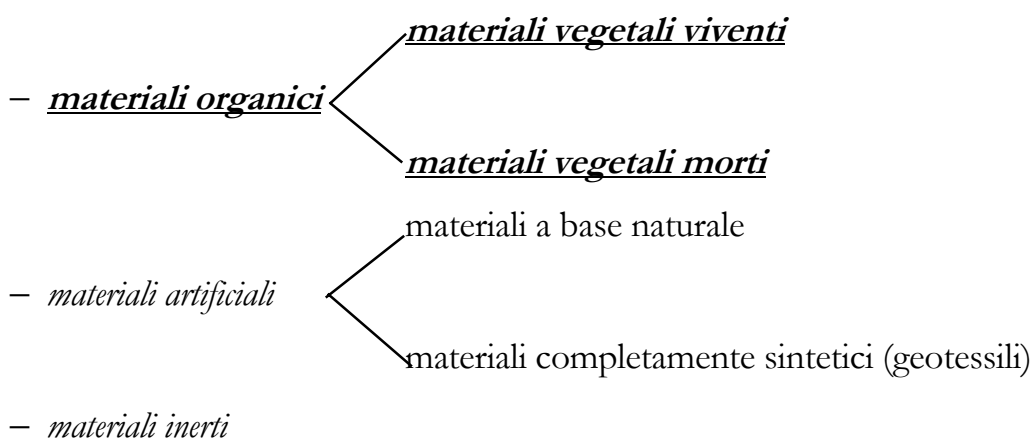 materiali vegetali viventi
– materiali organici
materiali vegetali morti
materiali a base naturale
– materiali artificiali
materiali completamente sintetici (geotessili)
– materiali inerti